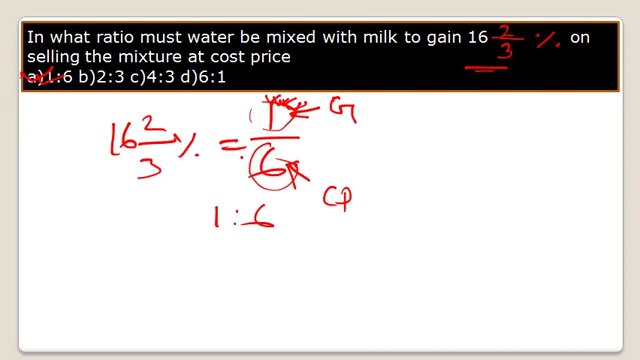 In what ratio must water be mixed with milk to gain 16 2/3 % on
selling the mixture at cost price
a)1:6 b)2:3 c)4:3 d)6:1
16 2/3 % = 1/6
G
CP
1:6